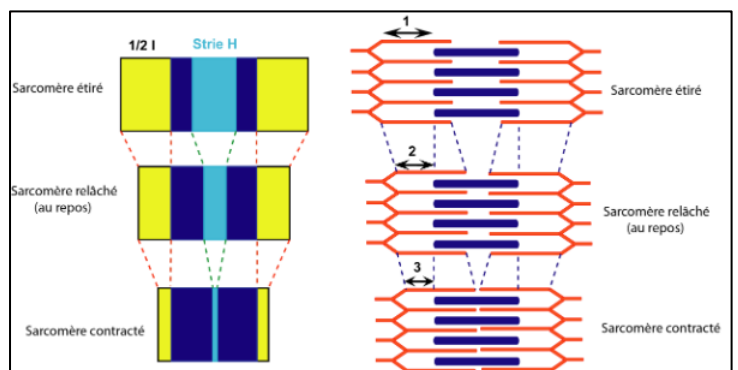 1/2 I
Strie H
Sarcomère étiré
Sarcomère relâché
(au repos)
Sarcomère contracté
1
Sarcomère étiré
2
Sarcomère relâché
(au repos)
3
Sarcomère contracté